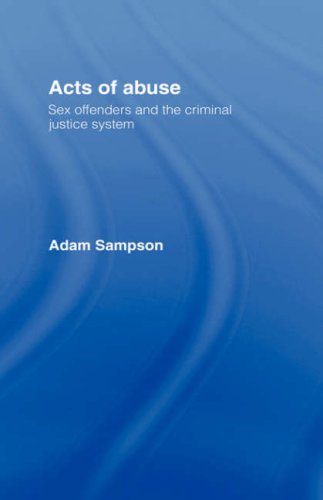 Acts of abuse
Sex offenders and the criminal
justice system
Adam Sampson